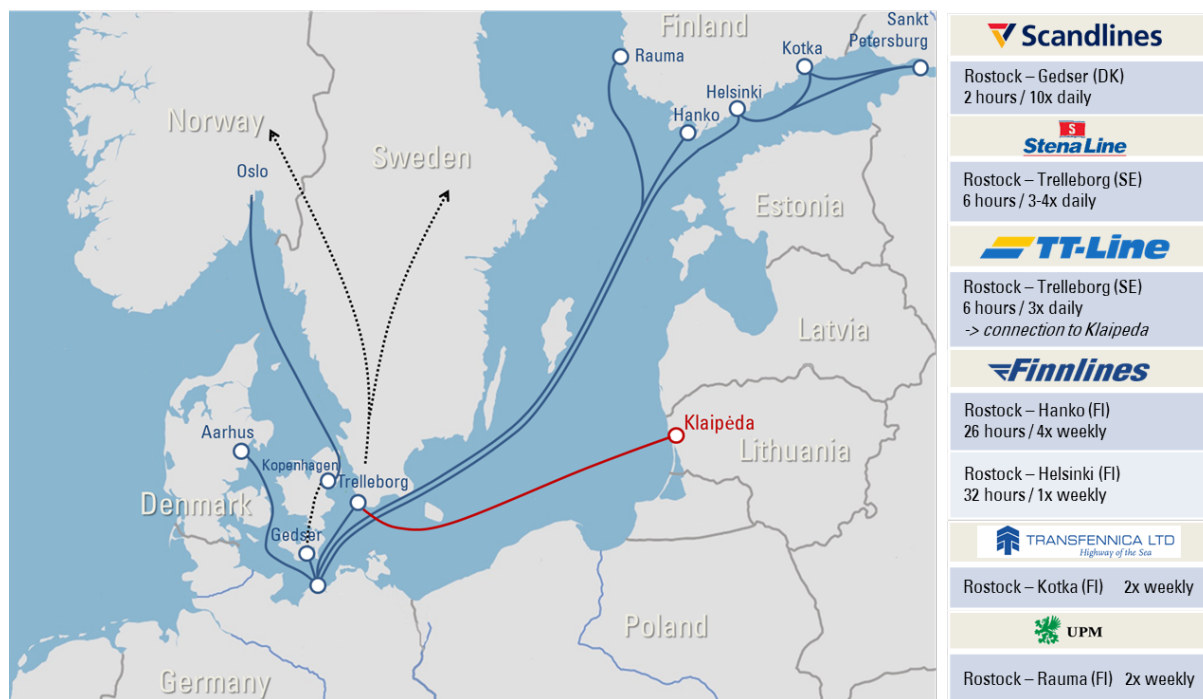 Finland
Sankt
Petersburg
Kotka
Rauma
Helsinki
Hanko
Norway
Sweden
Oslo
Estonia
Latvia
Klaipėda
Lithuania
Aarhus
Kopenhagen
Trelleborg
Denmark
Gedser
Poland
Germany
Scandlines
Rostock – Gedser (DK)
2 hours / 10x daily
S
Stena Line
Rostock – Trelleborg (SE)
6 hours / 3-4x daily
TT-Line
Rostock – Trelleborg (SE)
6 hours / 3x daily
-> connection to Klaipeda
Finnlines
Rostock – Hanko (FI)
26 hours / 4x weekly
Rostock – Helsinki (FI)
32 hours / 1x weekly
TRANSFENNICA LTD
Highway of the Sea
Rostock – Kotka (FI) 2x weekly
UPM
Rostock – Rauma (FI) 2x weekly